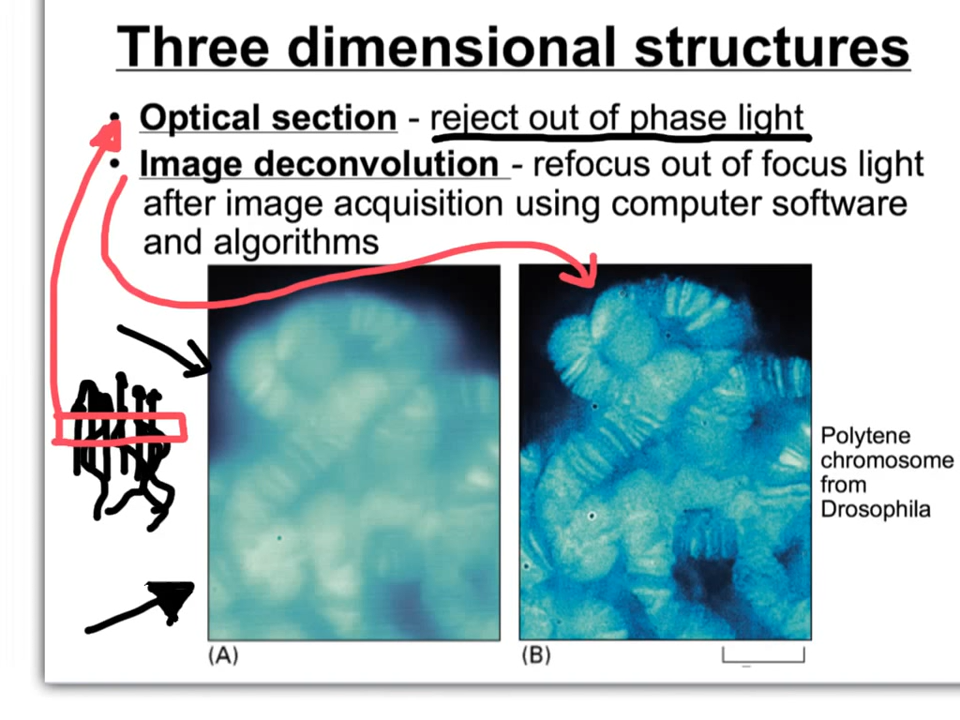 Three dimensional structures
• Optical section - reject out of phase light
• Image deconvolution - refocus out of focus light
after image acquisition using computer software
and algorithms
Polytene
chromosome
from
Drosophila
(A)
(B)